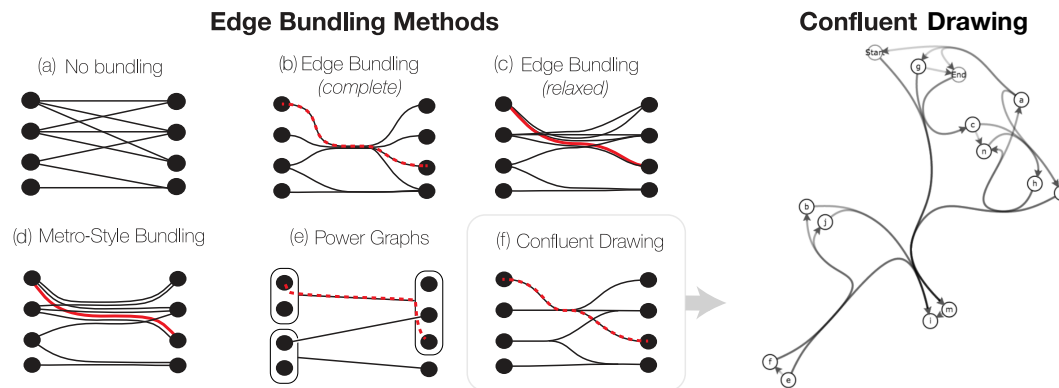 Edge Bundling Methods
Confluent Drawing
(a) No bundling
(b) Edge Bundling
(complete)
(c) Edge Bundling
(relaxed)
(d) Metro-Style Bundling
(e) Power Graphs
(f) Confluent Drawing
Start
g
End
a
c
n
h
b
j
i
m
f
e